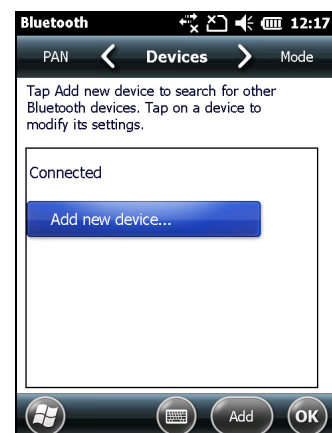 Bluetooth 12:17
PAN Devices Mode
Tap Add new device to search for other
Bluetooth devices. Tap on a device to
modify its settings.
Connected
Add new device...
Add OK